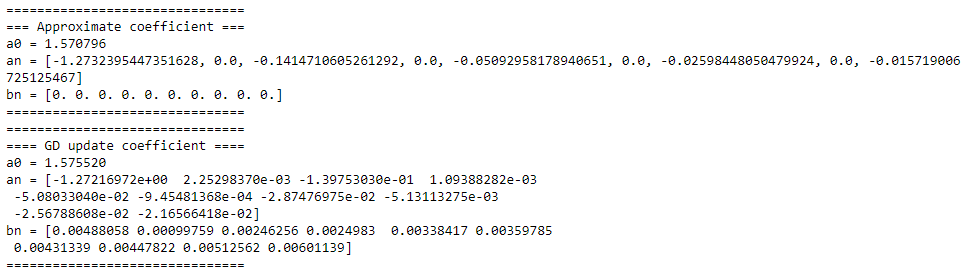 ===============================
=== Approximate coefficient ===
a0 = 1.570796
an = [-1.2732395447351628, 0.0, -0.1414710605261292, 0.0, -0.05092958178940651, 0.0, -0.02598448050479924, 0.0, -0.015719006
725125467]
bn = [0. 0. 0. 0. 0. 0. 0. 0. 0. 0.]
===============================
===============================
==== GD update coefficient ====
a0 = 1.575520
an = [-1.27216972e+00  2.25298370e-03 -1.39753030e-01  1.09388282e-03
 -5.08033040e-02 -9.45481368e-04 -2.87476975e-02 -5.13113275e-03
 -2.56788608e-02 -2.16566418e-02]
bn = [0.00488058 0.00099759 0.00246256 0.0024983  0.00338417 0.00359785
 0.00431339 0.00447822 0.00512562 0.00601139]
===============================